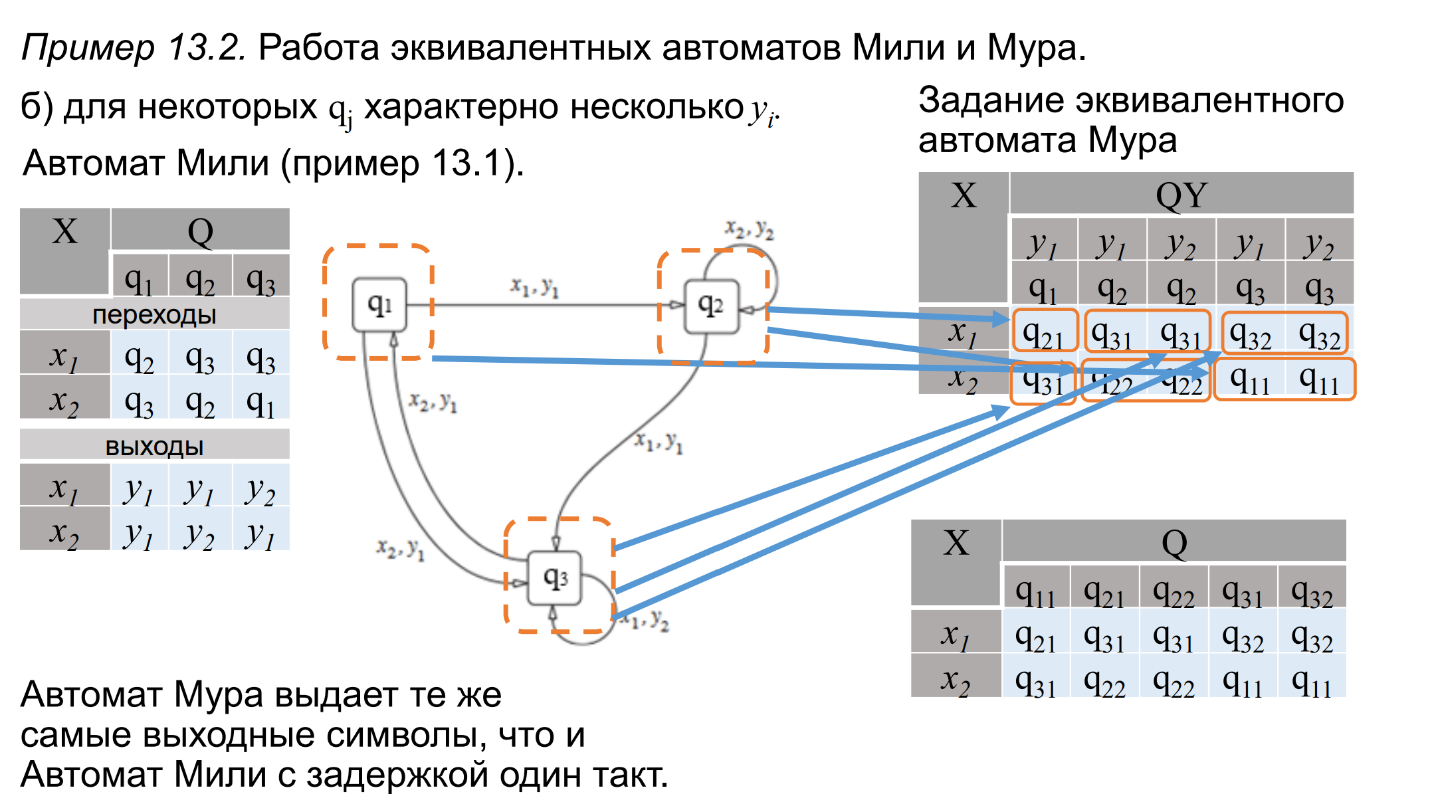 Пример 13.2. Работа эквивалентных автоматов Мили и Мура.
б) для некоторых qj характерно несколько yi.
Автомат Мили (пример 13.1).
X Q
q1 q2 q3
переходы
x1 q2 q3 q3
x2 q3 q2 q1
выходы
x1 y1 y1 y2
x2 y1 y2 y1
q1
x1, y1
q2
x2, y2
x2, y1
x1, y1
x2, y1
q3
x1, y2
Задание эквивалентного
автомата Мура
X QY
y1 y1 y2 y1 y2
q1 q2 q2 q3 q3
x1 q21 q31 q31 q32 q32
x2 q31 q22 q22 q11 q11
X Q
q11 q21 q22 q31 q32
x1 q21 q31 q31 q32 q32
x2 q31 q22 q22 q11 q11
Автомат Мура выдает те же
самые выходные символы, что и
Автомат Мили с задержкой один такт.